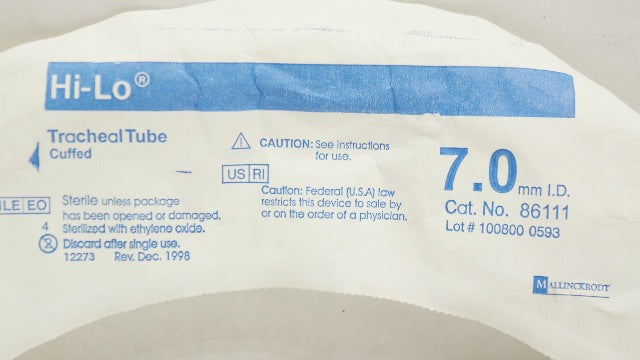 Hi-Lo®
Tracheal Tube
Cuffed
CAUTION: See instructions
for use.
US RI
Caution: Federal (U.S.A) law
restricts this device to sale by
or on the order of a physician.
7.0 mm I.D.
Cat. No. 86111
Lot # 100800 0593
ILE EO
Sterile unless package
has been opened or damaged.
4 Sterilized with ethylene oxide.
2 Discard after single use.
12273 Rev. Dec. 1998
MALLINCKRODT